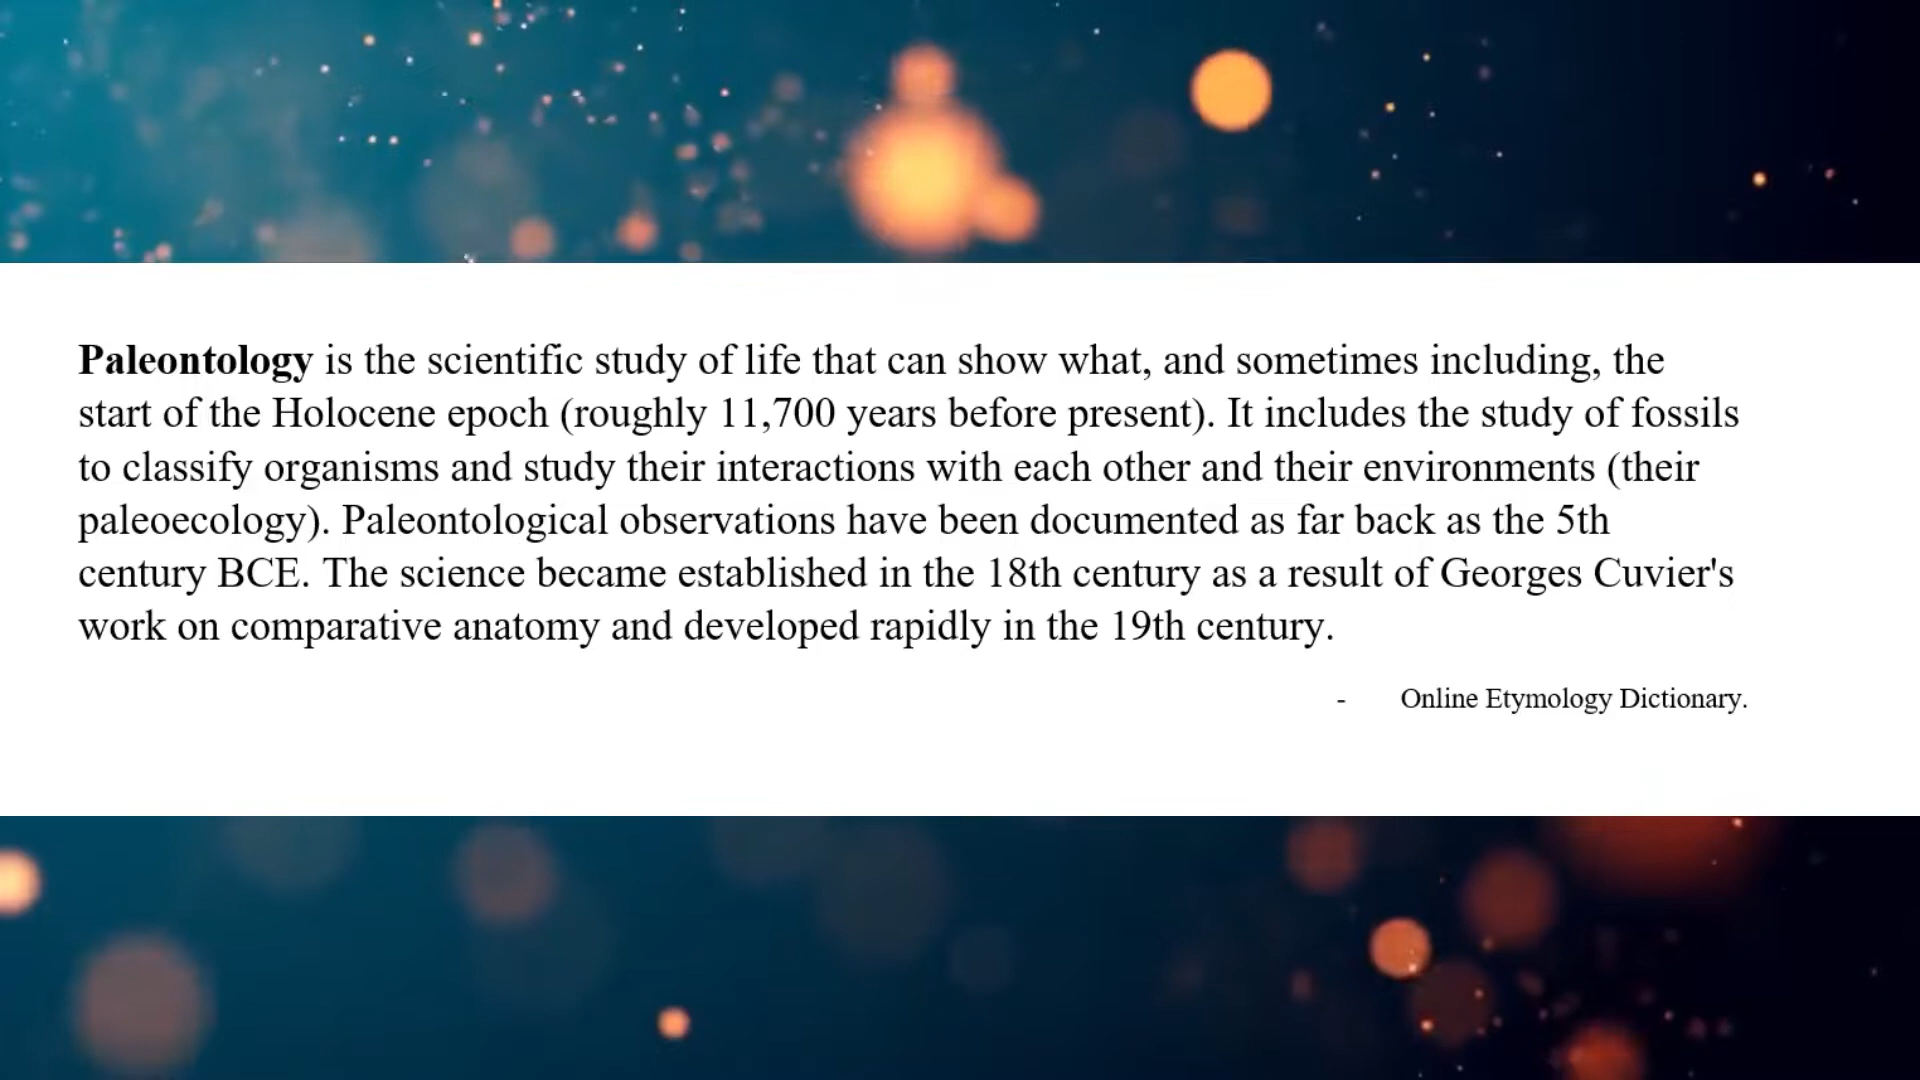 Paleontology is the scientific study of life that can show what, and sometimes including, the
start of the Holocene epoch (roughly 11,700 years before present). It includes the study of fossils
to classify organisms and study their interactions with each other and their environments (their
paleoecology). Paleontological observations have been documented as far back as the 5th
century BCE. The science became established in the 18th century as a result of Georges Cuvier's
work on comparative anatomy and developed rapidly in the 19th century.
- Online Etymology Dictionary.